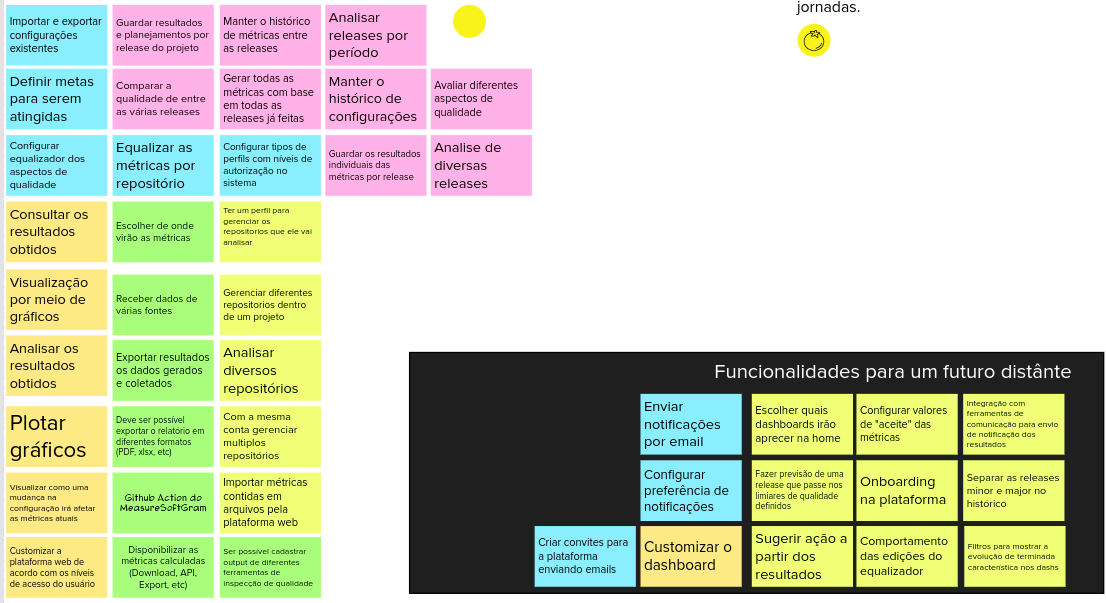 jornadas.
Importar e exportar
configurações
existentes
Guardar resultados
e planejamentos por
release do projeto
Manter o histórico
de métricas entre
as releases
Analisar
releases por
período
Definir metas
para serem
atingidas
Comparar a
qualidade de entre
as várias releases
Gerar todas as
métricas com base
em todas as
releases já feitas
Manter o
histórico de
configurações
Avaliar diferentes
aspectos de
qualidade
Configurar
equalizador dos
aspectos de
qualidade
Equalizar as
métricas por
repositório
Configurar tipos de
perfis com níveis de
autorização no
sistema
Guardar os resultados
individuais das
métricas por release
Analise de
diversas
releases
Consultar os
resultados
obtidos
Escolher de onde
virão as métricas
Ter um perfil para
gerenciar os
repositorios que ele vai
analisar
Visualização
por meio de
gráficos
Receber dados de
várias fontes
Gerenciar diferentes
repositorios dentro
de um projeto
Analisar os
resultados
obtidos
Exportar resultados
os dados gerados
e coletados
Analisar
diversos
repositórios
Plotar
gráficos
Deve ser possível
exportar o relatório em
diferentes formatos
(PDF, xlsx, etc)
Com a mesma
conta gerenciar
multiplos
repositórios
Visualizar como uma
mudança na
configuração irá afetar
as métricas atuais
Github Action do
MeasureSoftGram
Importar métricas
contidas em
arquivos pela
plataforma web
Customizar a
plataforma web de
acordo com os níveis
de acesso do usuário
Disponibilizar as
métricas calculadas
(Download, API,
Export, etc)
Ser possível cadastrar
output de diferentes
ferramentas de
inspecção de qualidade
Funcionalidades para um futuro distânte
Enviar
notificações
por email
Escolher quais
dashboards irão
aprecer na home
Configurar valores
de "aceite" das
métricas
Integração com
ferramentas de
comunicação para envio
de notificação dos
resultados
Configurar
preferência de
notificações
Fazer previsão de uma
release que passe nos
limiares de qualidade
definidos
Onboarding
na plataforma
Separar as releases
minor e major no
histórico
Criar convites para
a plataforma
enviando emails
Customizar o
dashboard
Sugerir ação a
partir dos
resultados
Comportamento
das edições do
equalizador
Filtros para mostrar a
evolução de terminada
característica nos dashs